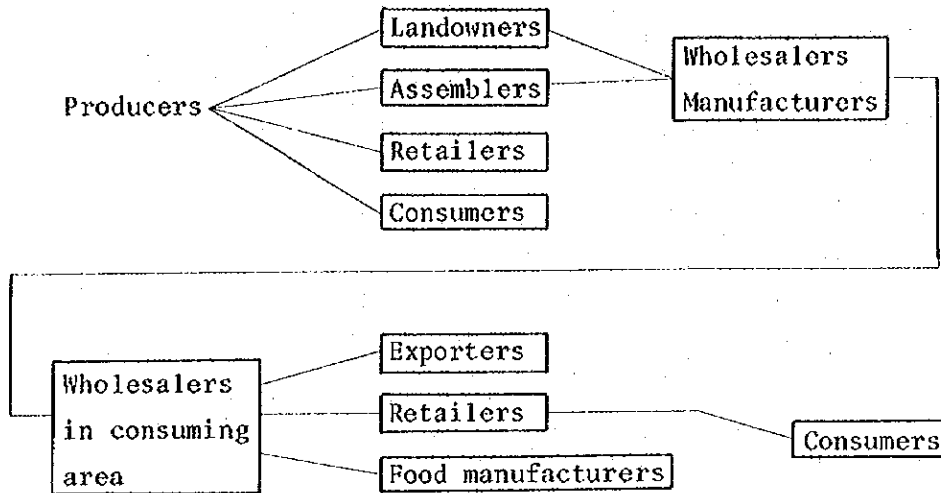 Landowners
Wholesalers
Manufacturers
Producers
Assemblers
Retailers
Consumers
Exporters
Wholesalers
in consuming
area
Retailers
Consumers
Food manufacturers